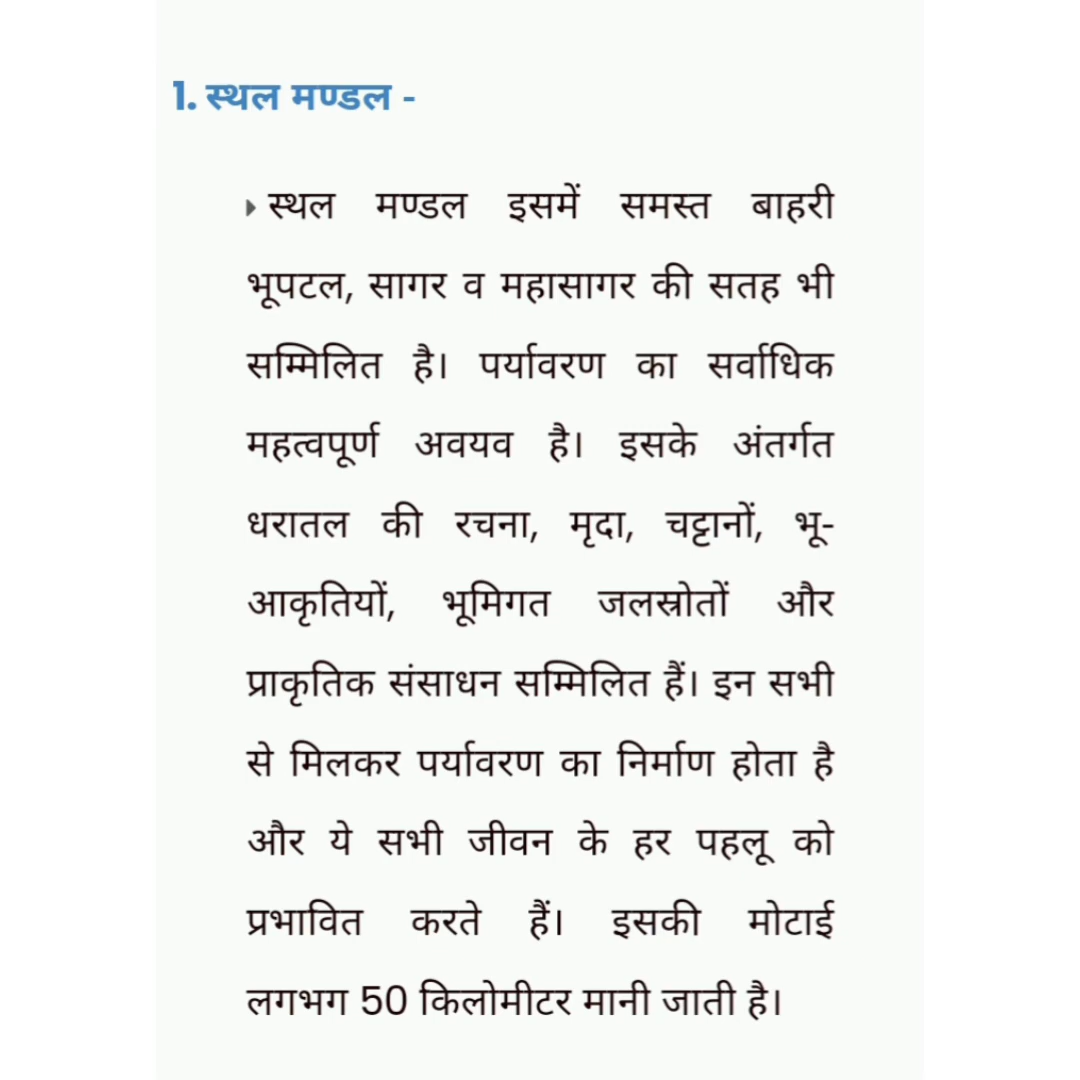 1. स्थल मण्डल -
‣ स्थल मण्डल इसमें समस्त बाहरी
भूपटल, सागर व महासागर की सतह भी
सम्मिलित है। पर्यावरण का सर्वाधिक
महत्वपूर्ण अवयव है। इसके अंतर्गत
धरातल की रचना, मृदा, चट्टानों, भू-
आकृतियों, भूमिगत जलस्रोतों और
प्राकृतिक संसाधन सम्मिलित हैं। इन सभी
से मिलकर पर्यावरण का निर्माण होता है
और ये सभी जीवन के हर पहलू को
प्रभावित करते हैं। इसकी मोटाई
लगभग 50 किलोमीटर मानी जाती है।